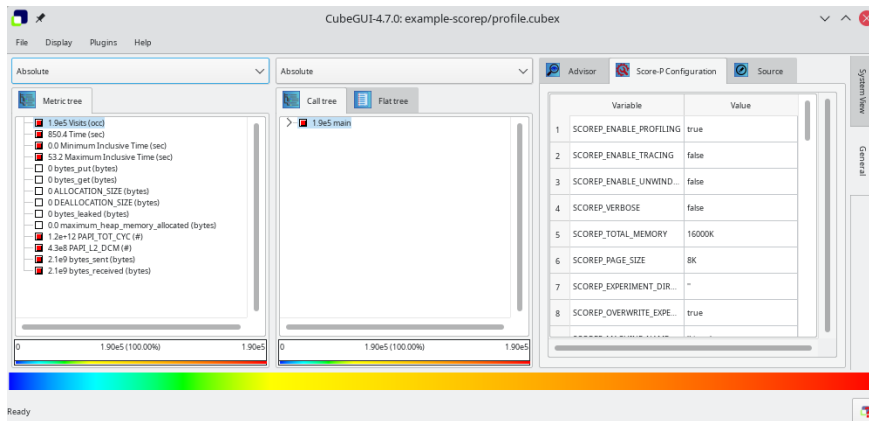 CubeGUI-4.7.0: example-scorep/profile.cubex
File Display Plugins Help
Absolute
Absolute
Metric tree
Call tree
Flat tree
1.9e5 Visits (occ)
850.4 Time (sec)
0.0 Minimum Inclusive Time (sec)
53.2 Maximum Inclusive Time (sec)
0 bytes_put (bytes)
0 bytes_get (bytes)
0 ALLOCATION_SIZE (bytes)
0 DEALLOCATION_SIZE (bytes)
0 bytes_leaked (bytes)
0.0 maximum_heap_memory_allocated (bytes)
1.2e+12 PAPI_TOT_CYC (#)
4.3e8 PAPI_L2_DCM (#)
2.1e9 bytes_sent (bytes)
2.1e9 bytes_received (bytes)
0 1.90e5 (100.00%) 1.90e5
1.9e5 main
0 1.90e5 (100.00%) 1.90e5
Advisor
Score-P Configuration
Source
Variable Value
1 SCOREP_ENABLE_PROFILING true
2 SCOREP_ENABLE_TRACING false
3 SCOREP_ENABLE_UNWIND... false
4 SCOREP_VERBOSE false
5 SCOREP_TOTAL_MEMORY 16000K
6 SCOREP_PAGE_SIZE 8K
7 SCOREP_EXPERIMENT_DIR... ''
8 SCOREP_OVERWRITE_EXPE... true
System View
General
Ready